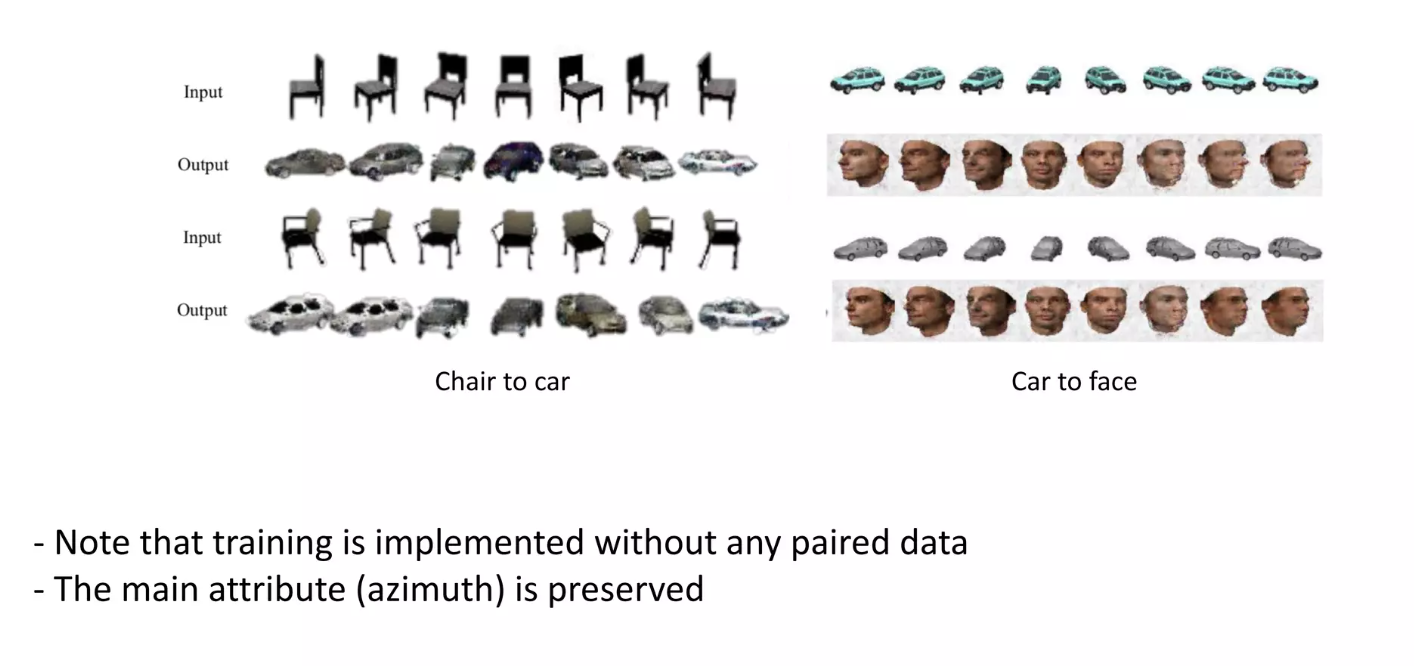 Input
Output
Input
Output
Chair to car
Car to face
- Note that training is implemented without any paired data
- The main attribute (azimuth) is preserved